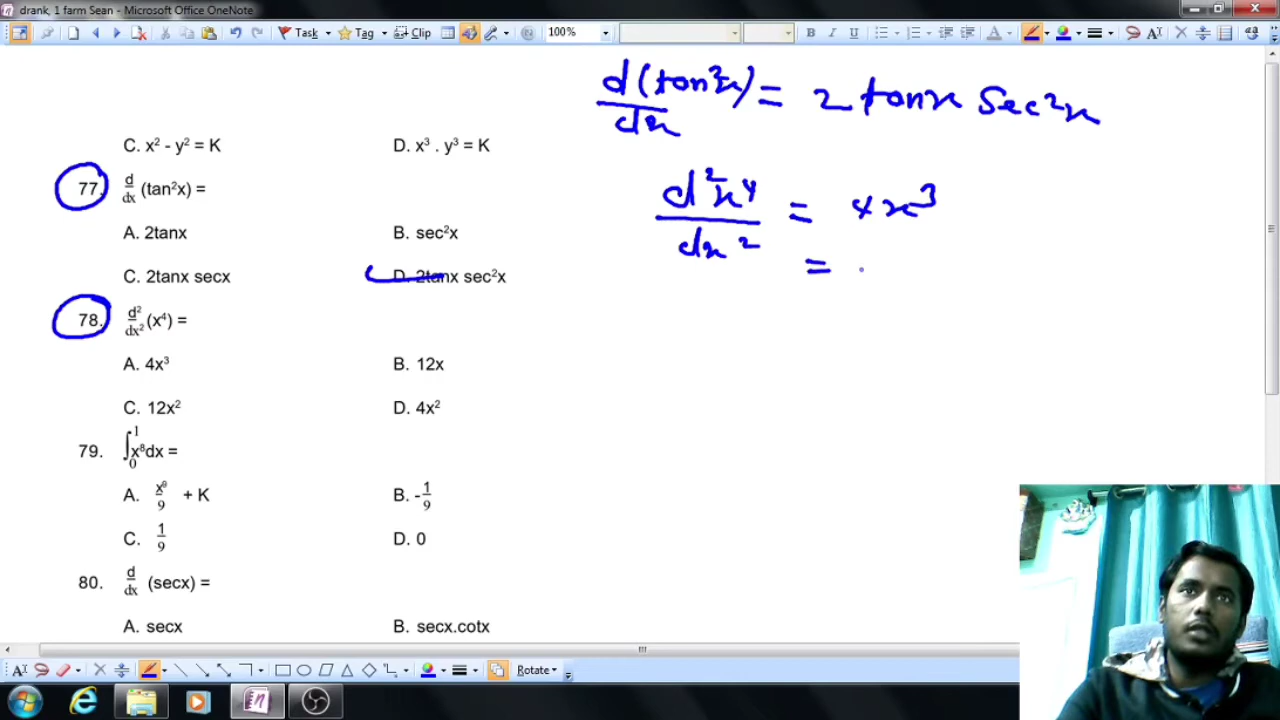 drank, 1 farm Sean - Microsoft Office OneNote
Task Tag Clip 100% B I U A
d(tan²x)/dx = 2 tanx Sec²x
C. x² - y² = K D. x³ . y³ = K
77. d/dx (tan²x) =
d²x⁴/dx² = 4x³
=
A. 2tanx B. sec²x
C. 2tanx secx D. 2tanx sec²x
78. d²/dx² (x⁴) =
A. 4x³ B. 12x
C. 12x² D. 4x²
79. ∫₀¹ x⁸dx =
A. x⁹/9 + K B. -1/9
C. 1/9 D. 0
80. d/dx (secx) =
A. secx B. secx.cotx
Rotate